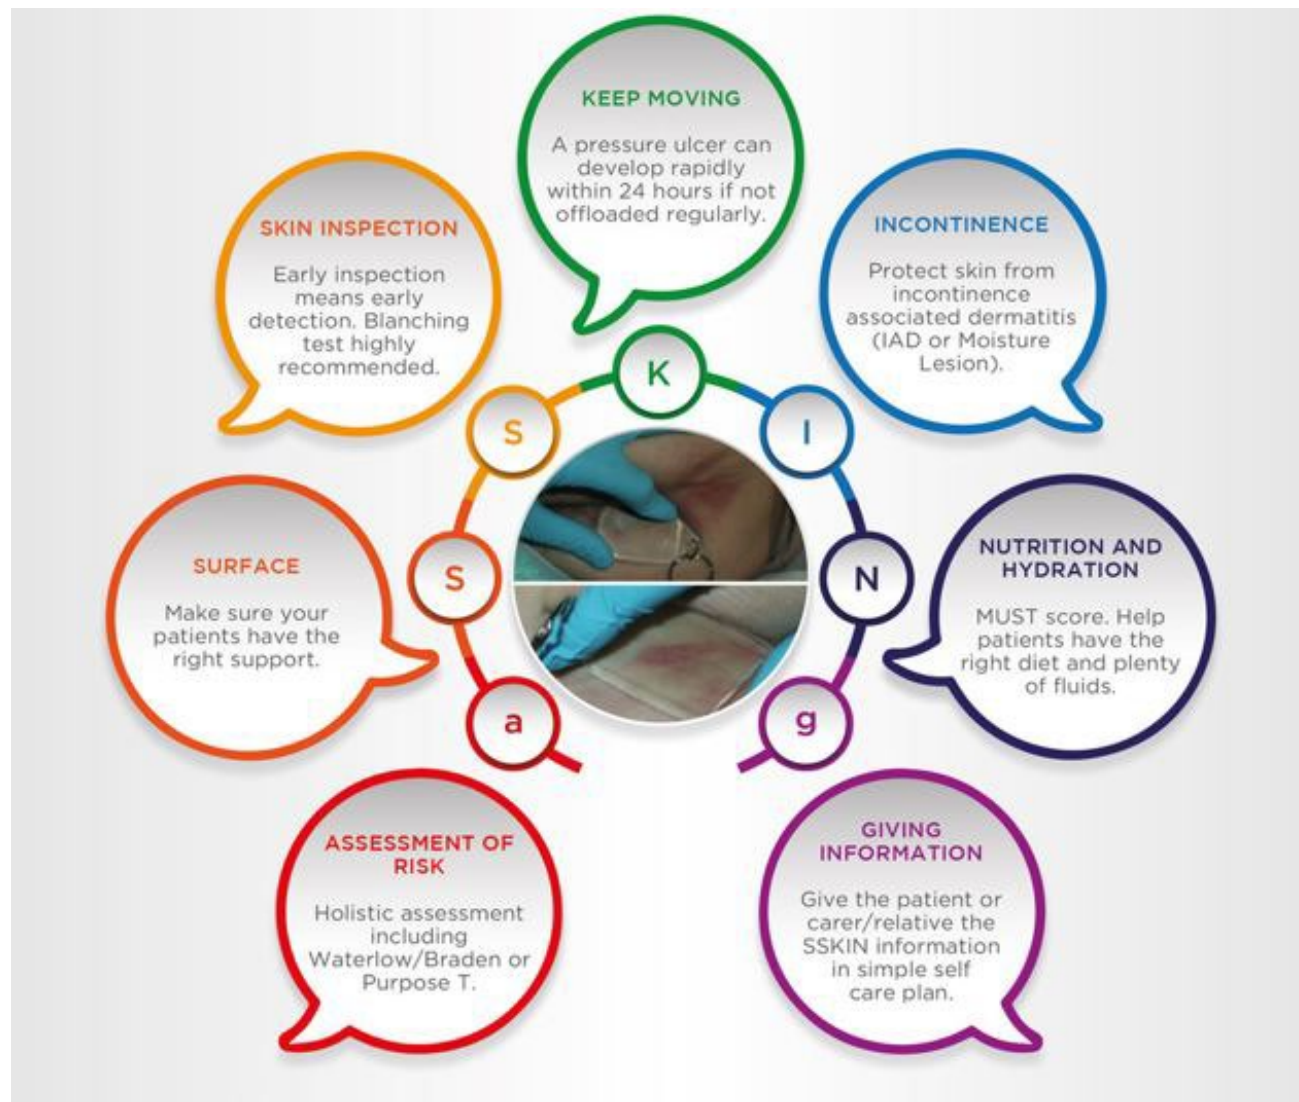 KEEP MOVING
A pressure ulcer can
develop rapidly
within 24 hours if not
offloaded regularly.
SKIN INSPECTION
Early inspection
means early
detection. Blanching
test highly
recommended.
INCONTINENCE
Protect skin from
incontinence
associated dermatitis
(IAD or Moisture
Lesion).
K
S
I
SURFACE
Make sure your
patients have the
right support.
S
N
NUTRITION AND
HYDRATION
MUST score. Help
patients have the
right diet and plenty
of fluids.
a
g
ASSESSMENT OF
RISK
Holistic assessment
including
Waterlow/Braden or
Purpose T.
GIVING
INFORMATION
Give the patient or
carer/relative the
SSKIN information
in simple self
care plan.